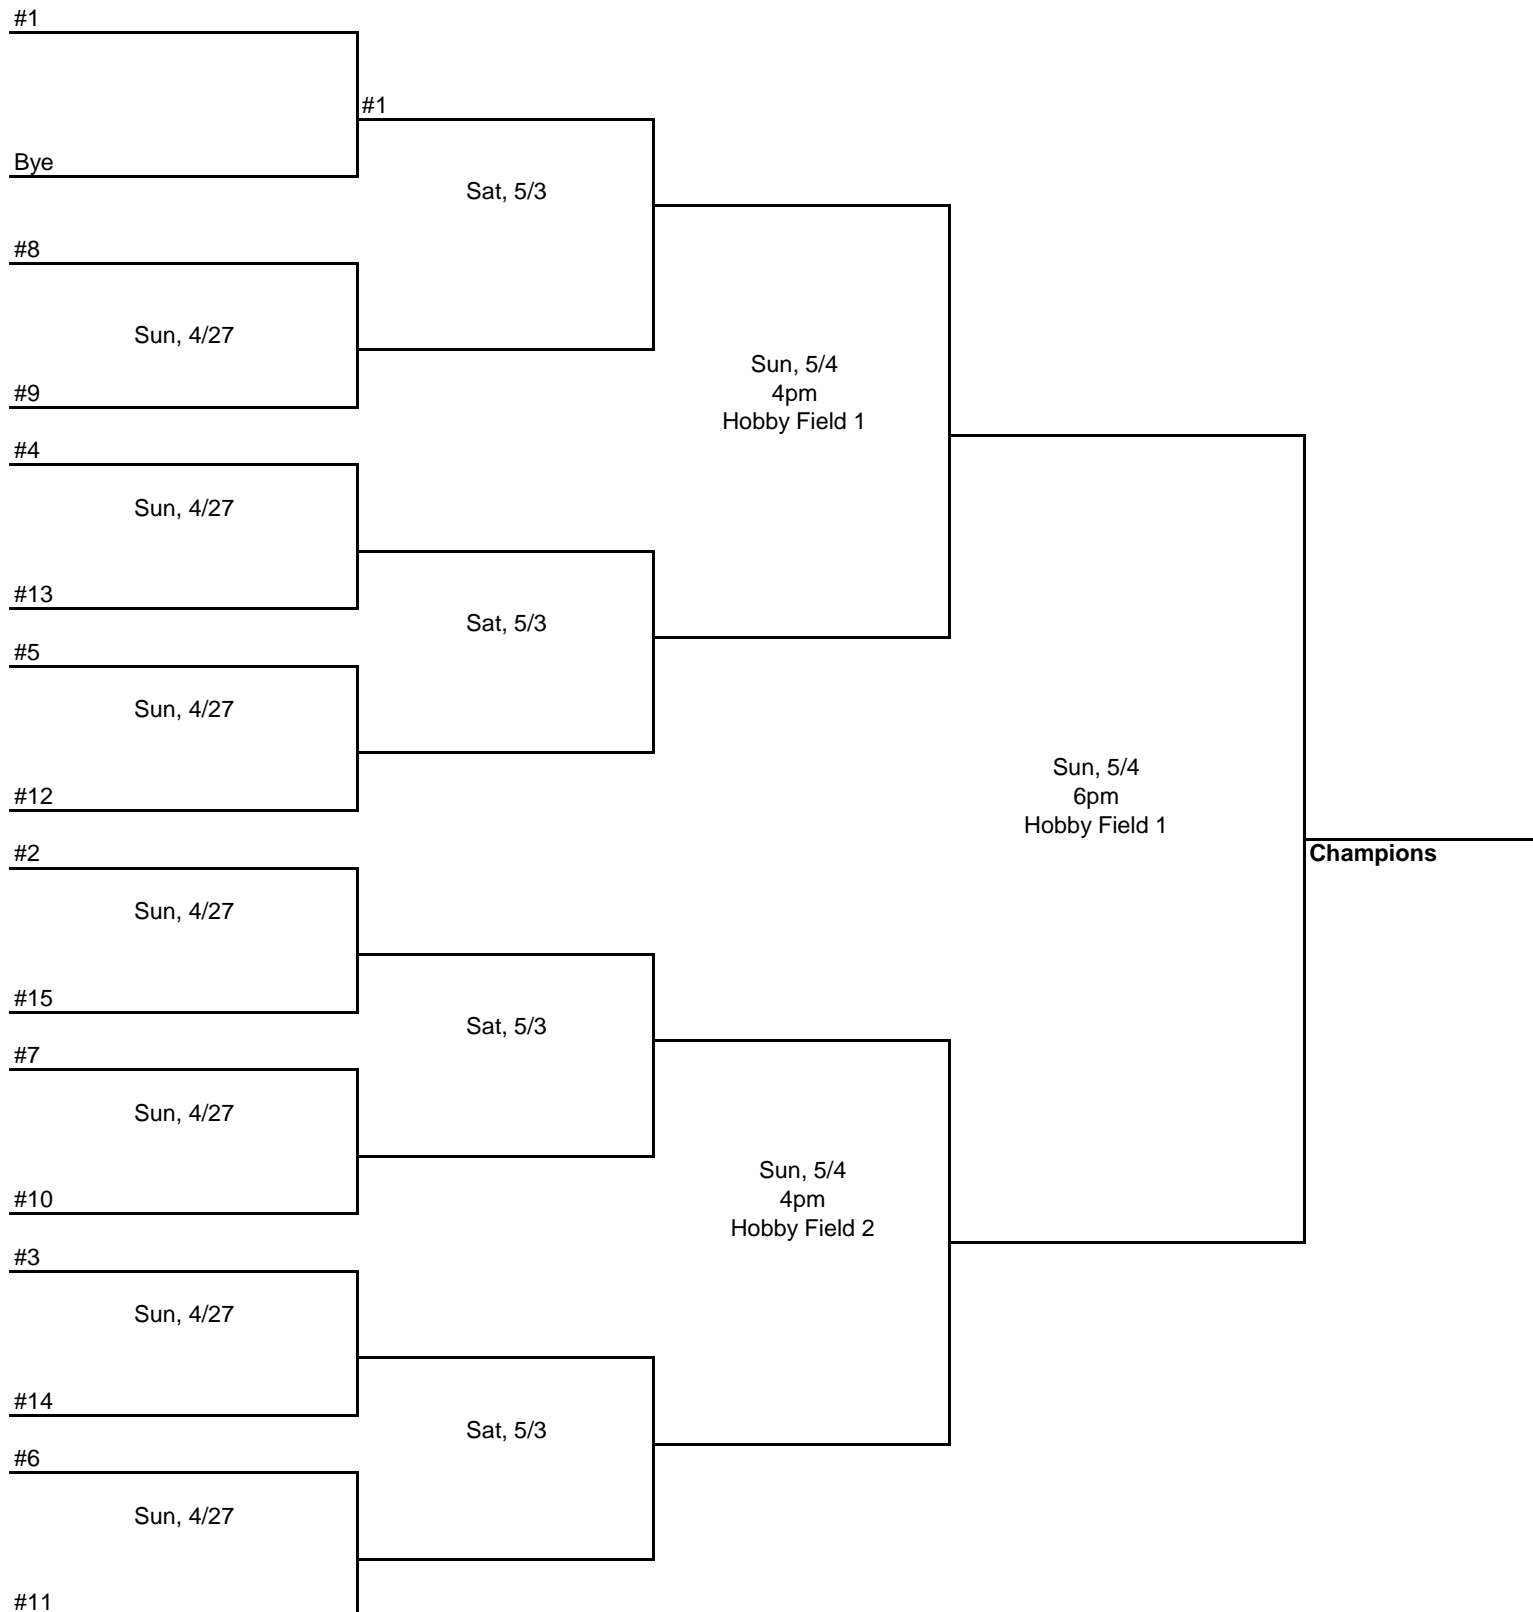 #1
#1
Bye
Sat, 5/3
#8
Sun, 4/27
#9
Sun, 5/4
4pm
Hobby Field 1
#4
Sun, 4/27
#13
Sat, 5/3
#5
Sun, 4/27
#12
Sun, 5/4
6pm
Hobby Field 1
Champions
#2
Sun, 4/27
#15
Sat, 5/3
#7
Sun, 4/27
#10
Sun, 5/4
4pm
Hobby Field 2
#3
Sun, 4/27
#14
Sat, 5/3
#6
Sun, 4/27
#11